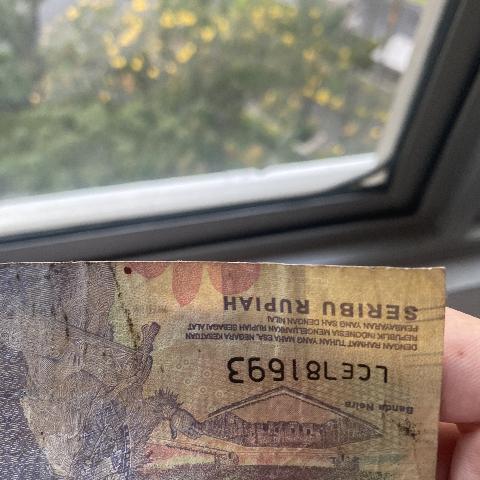 Banda Neira
LCE781693
DENGAN RAHMAT TUHAN YANG MAHA ESA, NEGARA KESATUAN
REPUBLIK INDONESIA MENGELUARKAN RUPIAH SEBAGAI ALAT
PEMBAYARAN YANG SAH DENGAN NILAI
SERIBU RUPIAH